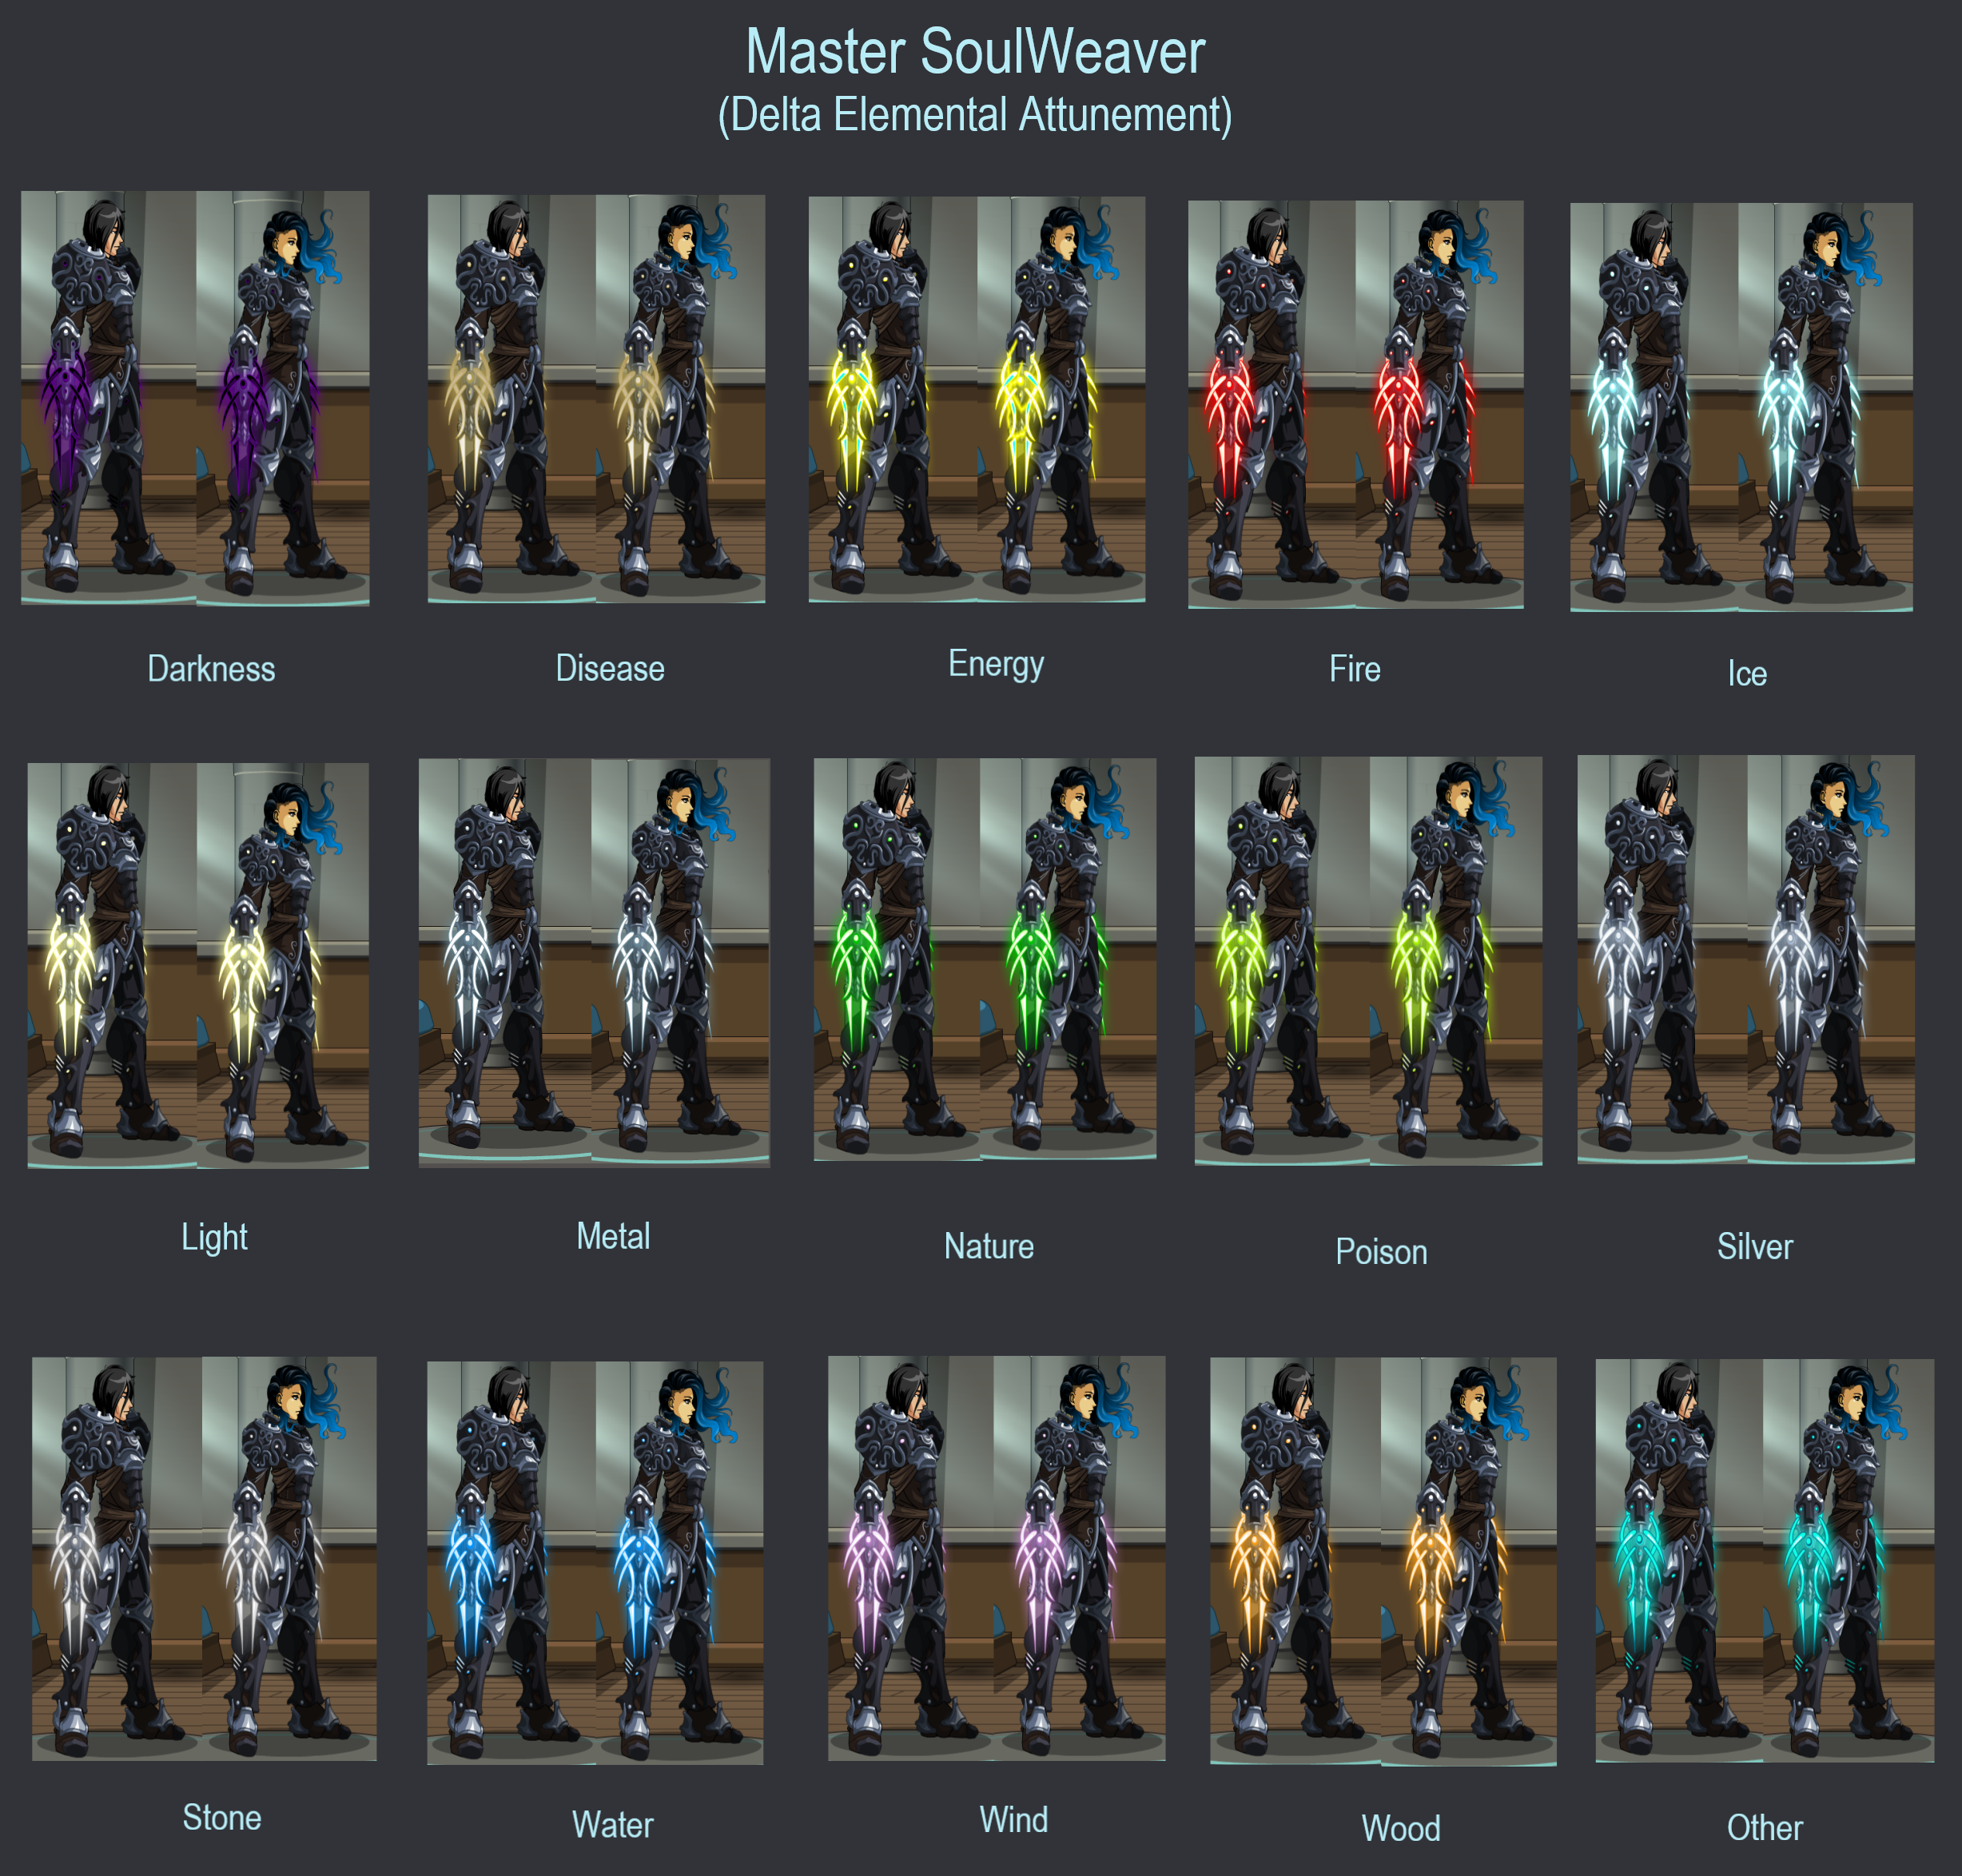 Master SoulWeaver
(Delta Elemental Attunement)
Darkness
Disease
Energy
Fire
Ice
Light
Metal
Nature
Poison
Silver
Stone
Water
Wind
Wood
Other